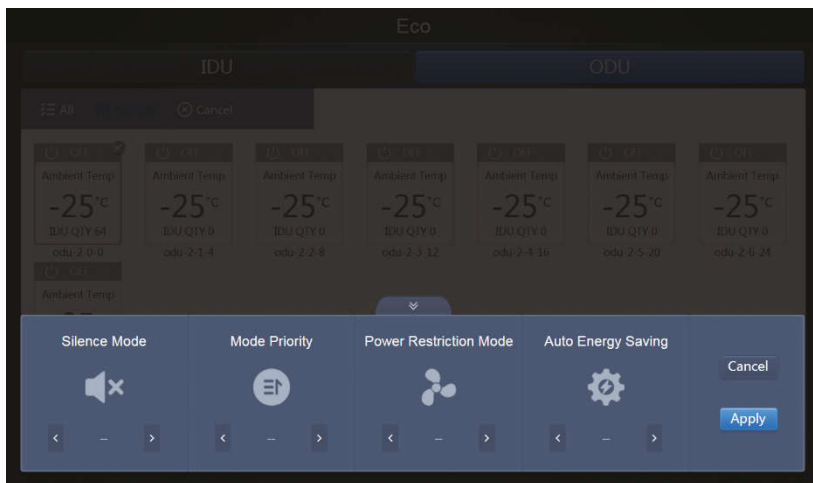 Eco
IDU ODU
All Cancel
OFF OFF OFF OFF OFF OFF OFF
Ambient Temp Ambient Temp Ambient Temp Ambient Temp Ambient Temp Ambient Temp Ambient Temp
-25°C -25°C -25°C -25°C -25°C -25°C -25°C
IDU QTY 64 IDU QTY 0 IDU QTY 0 IDU QTY 0 IDU QTY 0 IDU QTY 0 IDU QTY 0
odu-2-0-0 odu-2-1-4 odu-2-2-8 odu-2-3-12 odu-2-4-16 odu-2-5-20 odu-2-6-24
OFF
Ambient Temp
Silence Mode Mode Priority Power Restriction Mode Auto Energy Saving
Cancel
Apply
< -- > < -- > < -- > < -- >